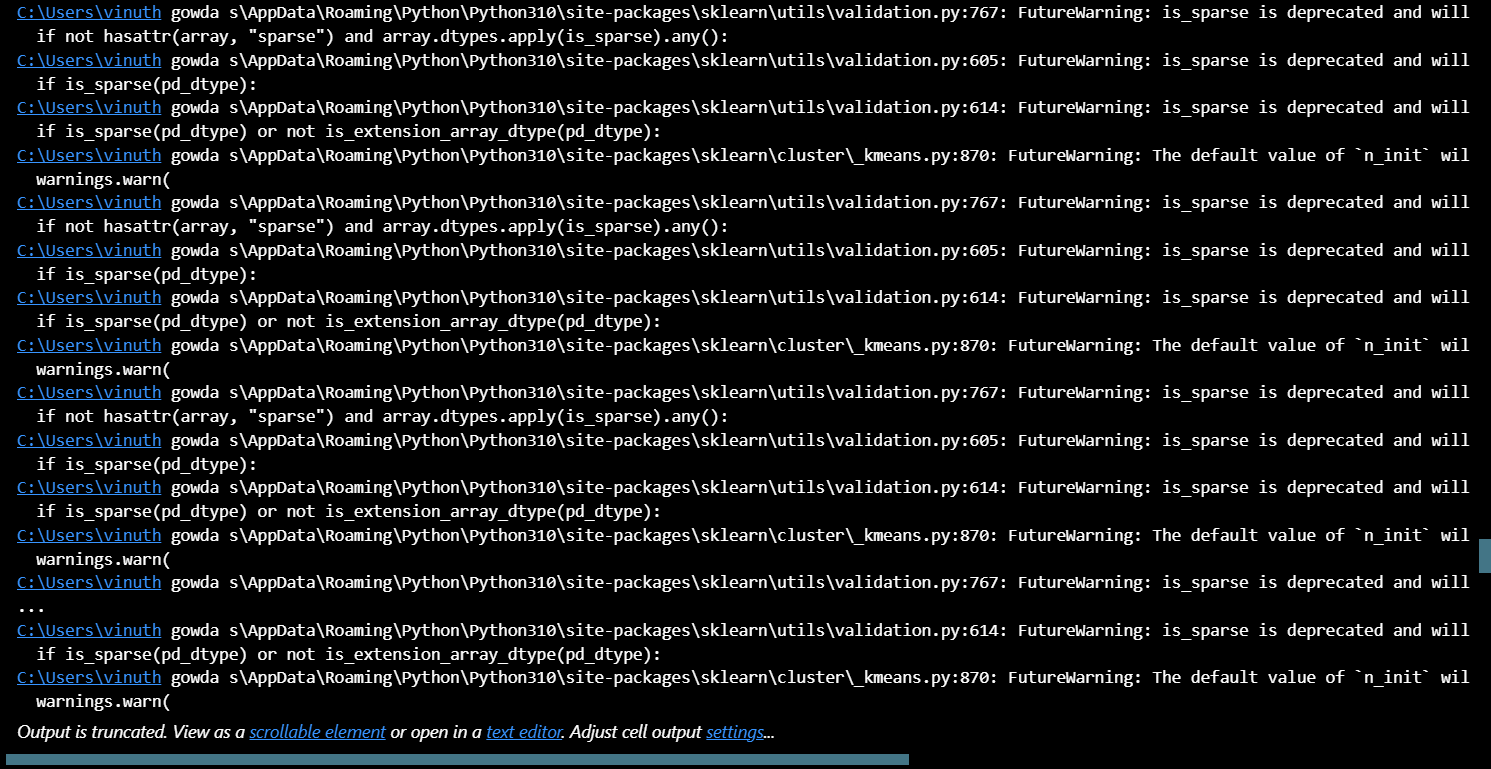 C:\Users\vinuth gowda s\AppData\Roaming\Python\Python310\site-packages\sklearn\utils\validation.py:767: FutureWarning: is_sparse is deprecated and will
if not hasattr(array, "sparse") and array.dtypes.apply(is_sparse).any():
C:\Users\vinuth gowda s\AppData\Roaming\Python\Python310\site-packages\sklearn\utils\validation.py:605: FutureWarning: is_sparse is deprecated and will
if is_sparse(pd_dtype):
C:\Users\vinuth gowda s\AppData\Roaming\Python\Python310\site-packages\sklearn\utils\validation.py:614: FutureWarning: is_sparse is deprecated and will
if is_sparse(pd_dtype) or not is_extension_array_dtype(pd_dtype):
C:\Users\vinuth gowda s\AppData\Roaming\Python\Python310\site-packages\sklearn\cluster\_kmeans.py:870: FutureWarning: The default value of `n_init` wil
warnings.warn(
C:\Users\vinuth gowda s\AppData\Roaming\Python\Python310\site-packages\sklearn\utils\validation.py:767: FutureWarning: is_sparse is deprecated and will
if not hasattr(array, "sparse") and array.dtypes.apply(is_sparse).any():
C:\Users\vinuth gowda s\AppData\Roaming\Python\Python310\site-packages\sklearn\utils\validation.py:605: FutureWarning: is_sparse is deprecated and will
if is_sparse(pd_dtype):
C:\Users\vinuth gowda s\AppData\Roaming\Python\Python310\site-packages\sklearn\utils\validation.py:614: FutureWarning: is_sparse is deprecated and will
if is_sparse(pd_dtype) or not is_extension_array_dtype(pd_dtype):
C:\Users\vinuth gowda s\AppData\Roaming\Python\Python310\site-packages\sklearn\cluster\_kmeans.py:870: FutureWarning: The default value of `n_init` wil
warnings.warn(
C:\Users\vinuth gowda s\AppData\Roaming\Python\Python310\site-packages\sklearn\utils\validation.py:767: FutureWarning: is_sparse is deprecated and will
if not hasattr(array, "sparse") and array.dtypes.apply(is_sparse).any():
C:\Users\vinuth gowda s\AppData\Roaming\Python\Python310\site-packages\sklearn\utils\validation.py:605: FutureWarning: is_sparse is deprecated and will
if is_sparse(pd_dtype):
C:\Users\vinuth gowda s\AppData\Roaming\Python\Python310\site-packages\sklearn\utils\validation.py:614: FutureWarning: is_sparse is deprecated and will
if is_sparse(pd_dtype) or not is_extension_array_dtype(pd_dtype):
C:\Users\vinuth gowda s\AppData\Roaming\Python\Python310\site-packages\sklearn\cluster\_kmeans.py:870: FutureWarning: The default value of `n_init` wil
warnings.warn(
C:\Users\vinuth gowda s\AppData\Roaming\Python\Python310\site-packages\sklearn\utils\validation.py:767: FutureWarning: is_sparse is deprecated and will
...
C:\Users\vinuth gowda s\AppData\Roaming\Python\Python310\site-packages\sklearn\utils\validation.py:614: FutureWarning: is_sparse is deprecated and will
if is_sparse(pd_dtype) or not is_extension_array_dtype(pd_dtype):
C:\Users\vinuth gowda s\AppData\Roaming\Python\Python310\site-packages\sklearn\cluster\_kmeans.py:870: FutureWarning: The default value of `n_init` wil
warnings.warn(
Output is truncated. View as a scrollable element or open in a text editor. Adjust cell output settings...